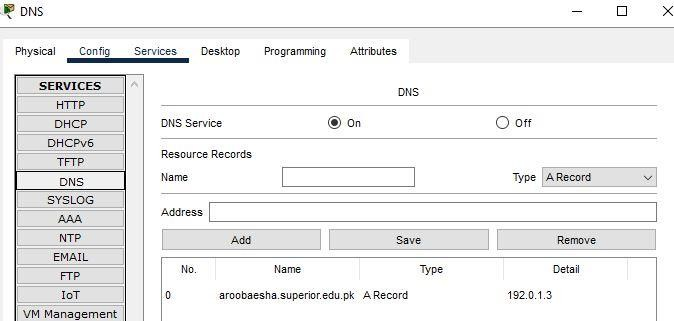 DNS
Physical Config Services Desktop Programming Attributes
SERVICES
HTTP
DHCP
DHCPv6
TFTP
DNS
SYSLOG
AAA
NTP
EMAIL
FTP
IoT
VM Management
DNS
DNS Service On Off
Resource Records
Name Type A Record
Address
Add Save Remove
No. Name Type Detail
0 aroobaesha.superior.edu.pk A Record 192.0.1.3